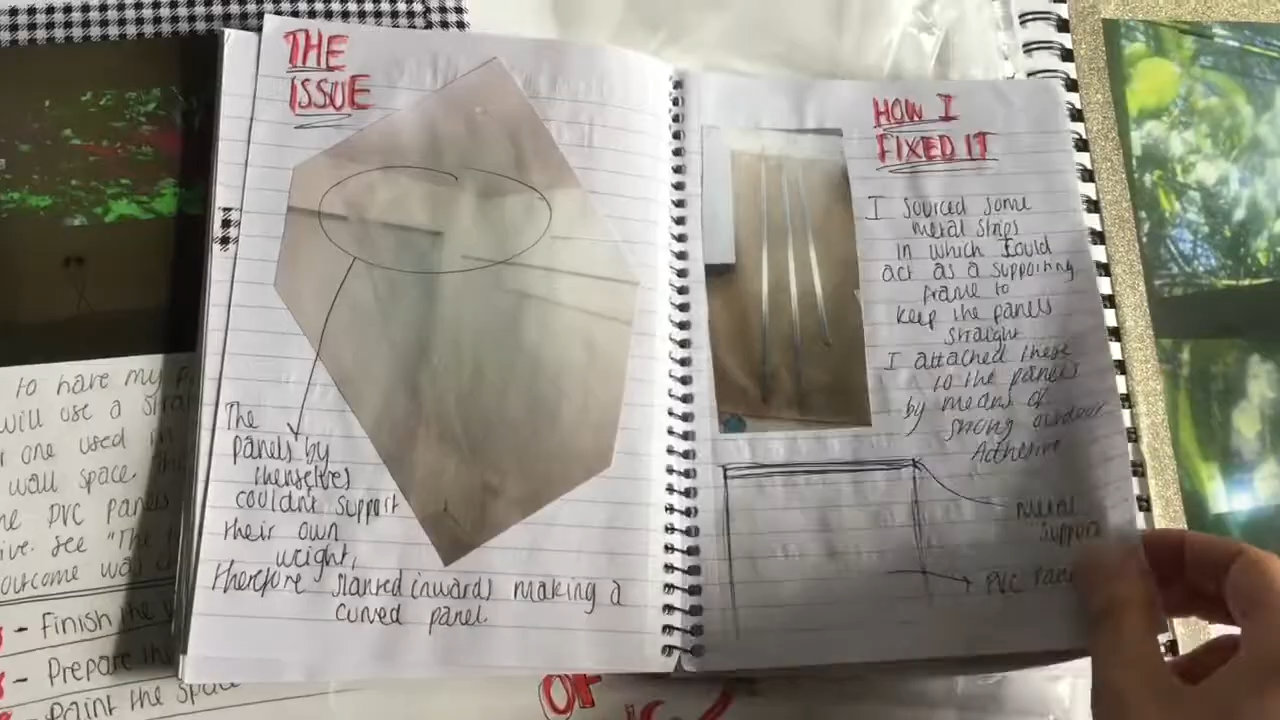 THE
ISSUE
The
panels by
themselves
couldn't support
their own
weight,
therefore slanted inwards making a
curved panel.
HOW I
FIXED IT
I sourced some
metal strips
in which I could
act as a supporting
frame to
keep the panels
straight
I attached these
to the panels
by means of
strong outdoor
Adhesive
Metal
support
PVC Panel
to have my
will use a
one used
wall space.
PVC panels
see "The
outcome was
- Finish the
- Prepare the
- Paint the space
OF